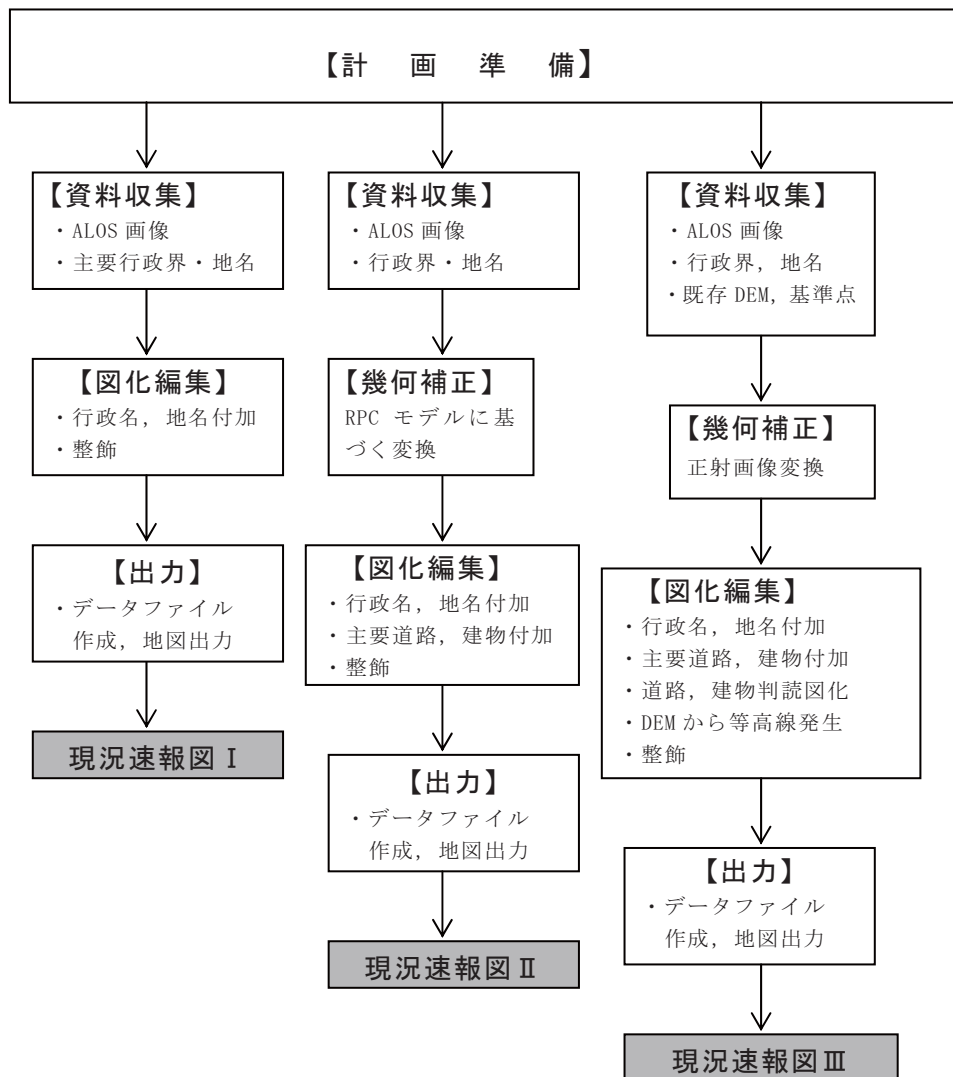 【計 画 準 備】
【資料収集】
・ALOS 画像
・主要行政界・地名
【図化編集】
・行政名, 地名付加
・整飾
【出力】
・データファイル
作成, 地図出力
現況速報図Ⅰ
【資料収集】
・ALOS 画像
・行政界・地名
【幾何補正】
RPC モデルに基
づく変換
【図化編集】
・行政名, 地名付加
・主要道路, 建物付加
・整飾
【出力】
・データファイル
作成, 地図出力
現況速報図Ⅱ
【資料収集】
・ALOS 画像
・行政界, 地名
・既存 DEM, 基準点
【幾何補正】
正射画像変換
【図化編集】
・行政名, 地名付加
・主要道路, 建物付加
・道路, 建物判読図化
・DEM から等高線発生
・整飾
【出力】
・データファイル
作成, 地図出力
現況速報図Ⅲ